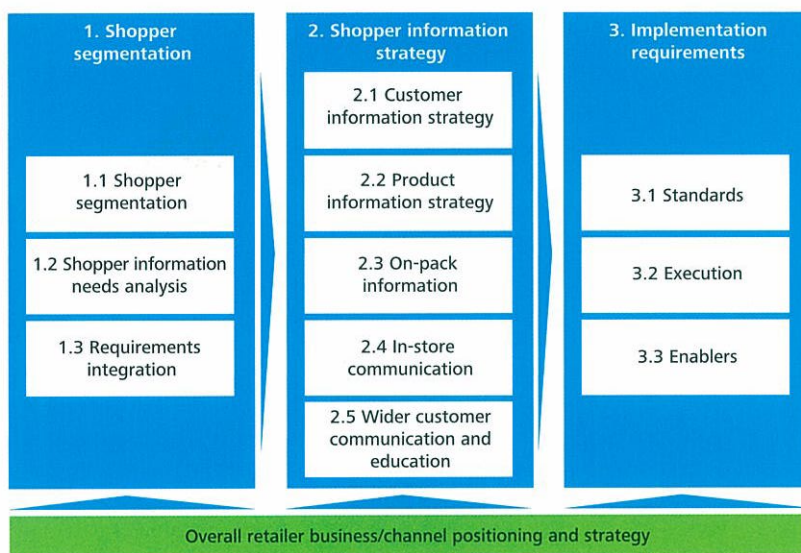 1. Shopper
segmentation
1.1 Shopper
segmentation
1.2 Shopper information
needs analysis
1.3 Requirements
integration
2. Shopper information
strategy
2.1 Customer
information strategy
2.2 Product
information strategy
2.3 On-pack
information
2.4 In-store
communication
2.5 Wider customer
communication and
education
3. Implementation
requirements
3.1 Standards
3.2 Execution
3.3 Enablers
Overall retailer business/channel positioning and strategy